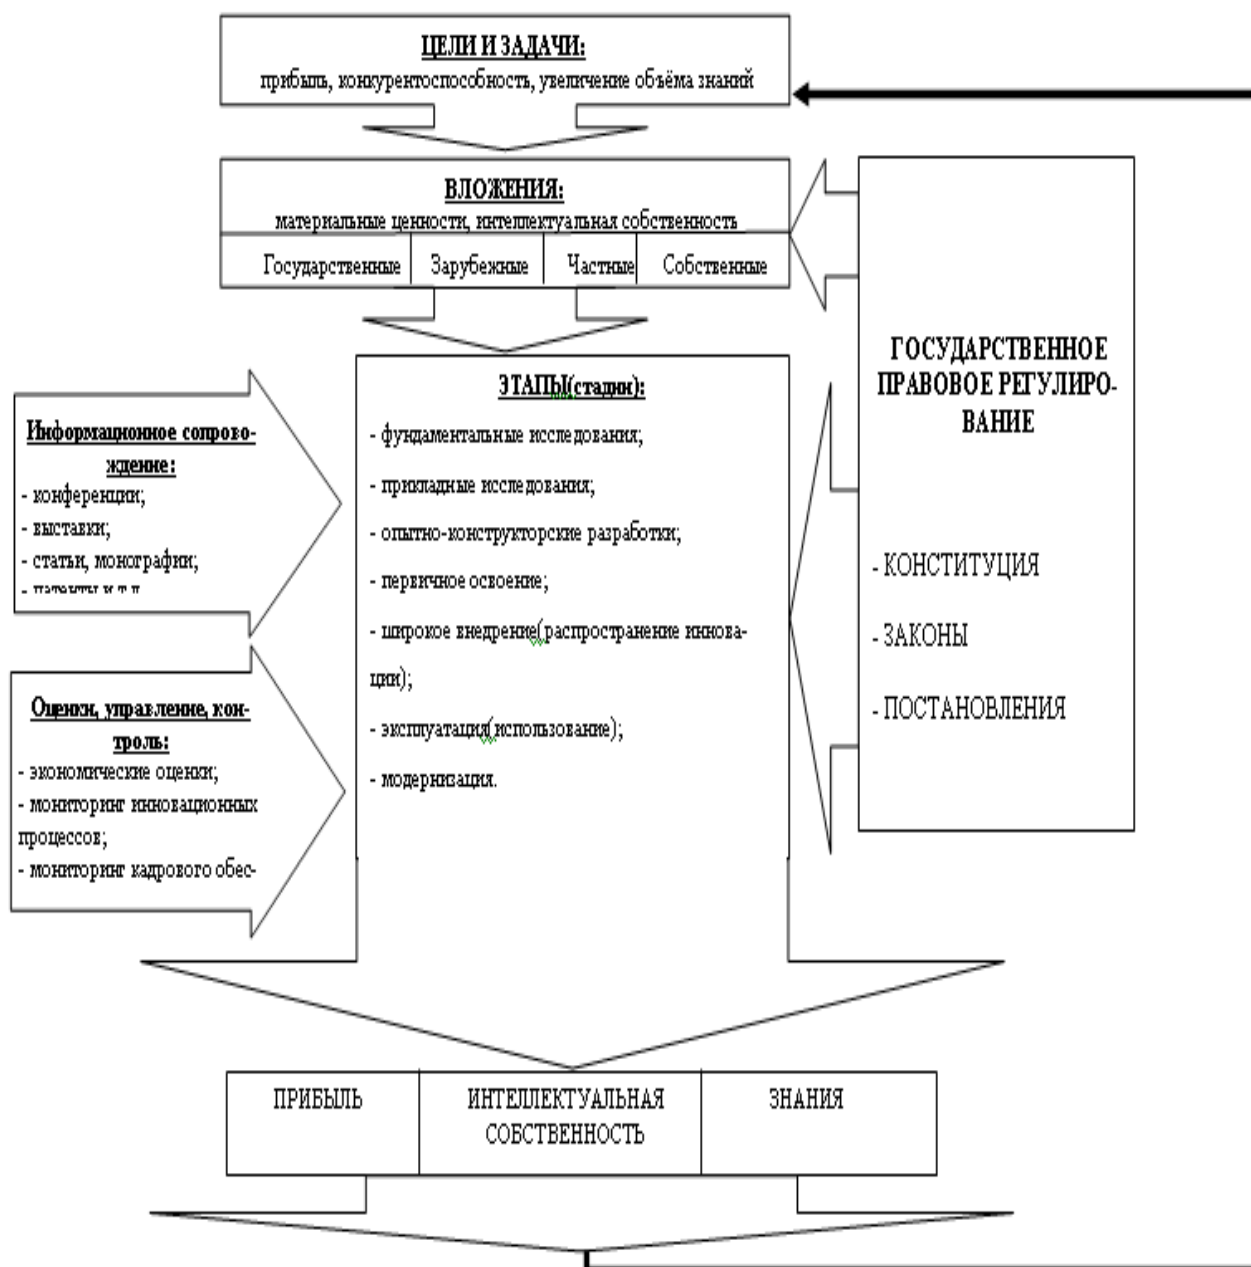 ЦЕЛИ И ЗАДАЧИ:
прибыль, конкурентоспособность, увеличение объёма знаний
ВЛОЖЕНИЯ:
материальные ценности, интеллектуальная собственность
Государственные Зарубежные Частные Собственные
ЭТАПЫ(стадии):
- фундаментальные исследования;
- прикладные исследования;
- опытно-конструкторские разработки;
- первичное освоение;
- широкое внедрение(распространение иннова-
ции);
- эксплуатация(использование);
- модернизация.
Информационное сопрово-
ждение:
- конференции;
- выставки;
- статьи, монографии;
- патенты и т.д
Оценки, управление, кон-
троль:
- экономические оценки;
- мониторинг инновационных
процессов;
- мониторинг кадрового обес-
ГОСУДАРСТВЕННОЕ
ПРАВОВОЕ РЕГУЛИРО-
ВАНИЕ
- КОНСТИТУЦИЯ
- ЗАКОНЫ
- ПОСТАНОВЛЕНИЯ
ПРИБЫЛЬ
ИНТЕЛЛЕКТУАЛЬНАЯ
СОБСТВЕННОСТЬ
ЗНАНИЯ